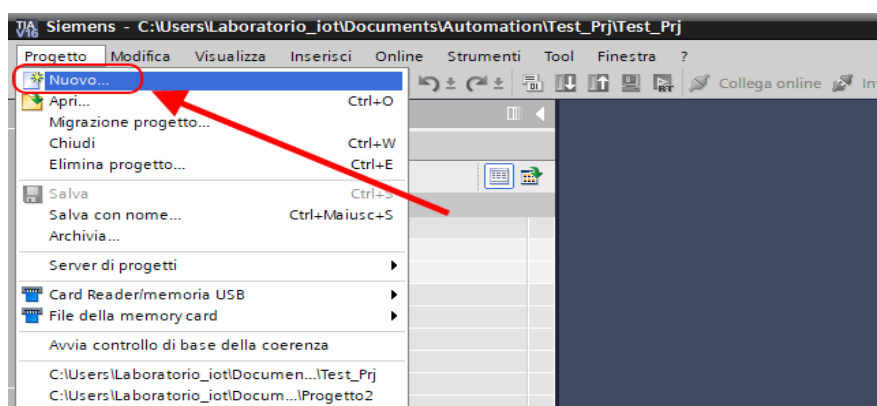 TIA V16 Siemens - C:\Users\Laboratorio_iot\Documents\Automation\Test_Prj\Test_Prj
Progetto Modifica Visualizza Inserisci Online Strumenti Tool Finestra ?
Nuovo...
Collega online
Apri... Ctrl+O
Migrazione progetto...
Chiudi Ctrl+W
Elimina progetto... Ctrl+E
Salva Ctrl+S
Salva con nome... Ctrl+Maiusc+S
Archivia...
Server di progetti
Card Reader/memoria USB
File della memory card
Avvia controllo di base della coerenza
C:\Users\Laboratorio_iot\Documen...\Test_Prj
C:\Users\Laboratorio_iot\Docum...\Progetto2